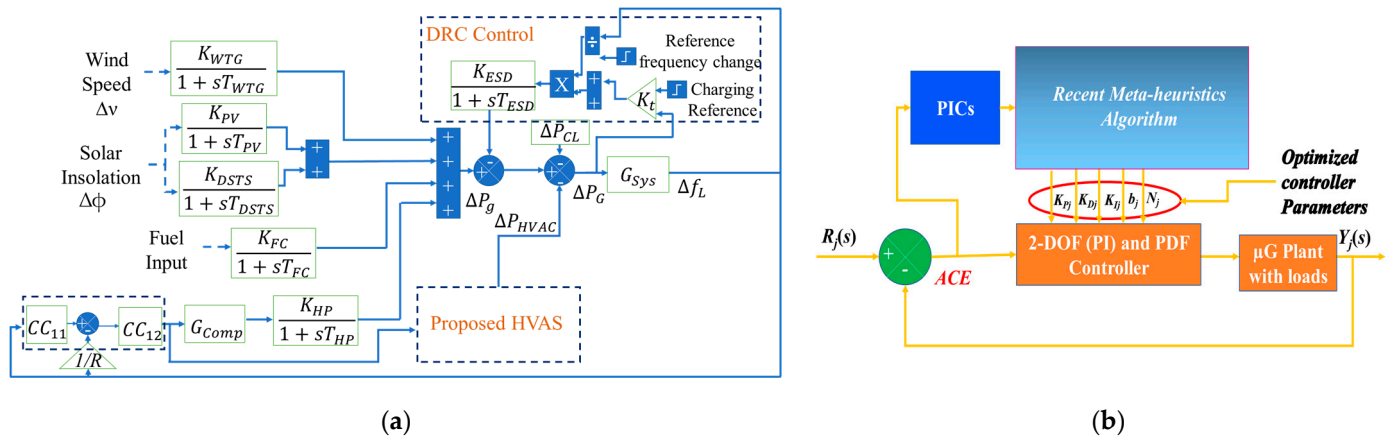 DRC Control
Reference
frequency change
÷
X
+
+
K_t
Charging
Reference
K_ESD
1 + sT_ESD
Wind
Speed
Δν
K_WTG
1 + sT_WTG
Solar
Insolation
Δϕ
K_PV
1 + sT_PV
K_DSTS
1 + sT_DSTS
+
+
Fuel
Input
K_FC
1 + sT_FC
+
+
+
+
ΔP_g
+
-
ΔP_CL
+
-
-
ΔP_G
G_Sys
Δf_L
ΔP_HVAC
Proposed HVAS
CC_11
+
-
CC_12
1/R
G_Comp
K_HP
1 + sT_HP
(a)
PICs
Recent Meta-heuristics
Algorithm
Optimized
controller
Parameters
K_Pj K_Dj K_Ij b_j N_j
R_j(s)
+
-
ACE
2-DOF (PI) and PDF
Controller
μG Plant
with loads
Y_j(s)
(b)